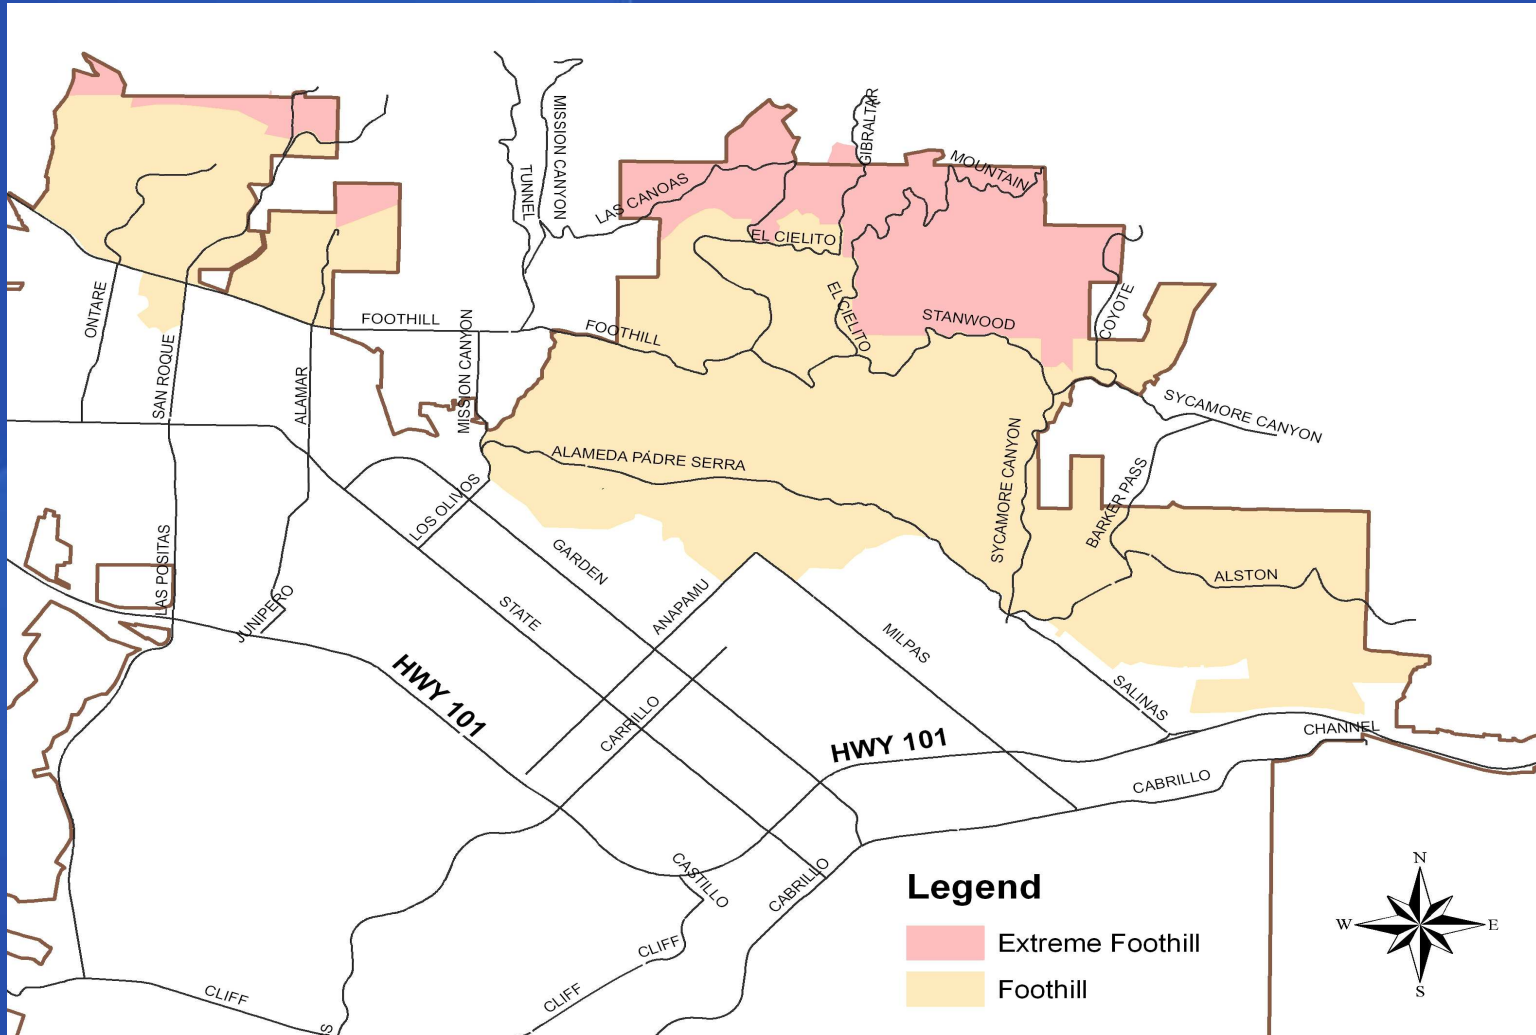 GIBRALTAR
MISSION CANYON
TUNNEL
MOUNTAIN
LAS CANOAS
EL CIELITO
EL CIELITO
ONTARE
FOOTHILL
FOOTHILL
STANWOOD
COYOTE
SAN ROQUE
ALAMAR
MISSION CANYON
SYCAMORE CANYON
ALAMEDA PADRE SERRA
SYCAMORE CANYON
BARKER PASS
LOS OLIVOS
LAS POSITAS
GARDEN
ALSTON
JUNIPERO
STATE
ANAPAMU
MILPAS
HWY 101
SALINAS
CARRILLO
HWY 101
CHANNEL
CABRILLO
CASTILLO
CABRILLO
CLIFF
CLIFF
CLIFF
S
Legend
Extreme Foothill
Foothill
N
W
E
S